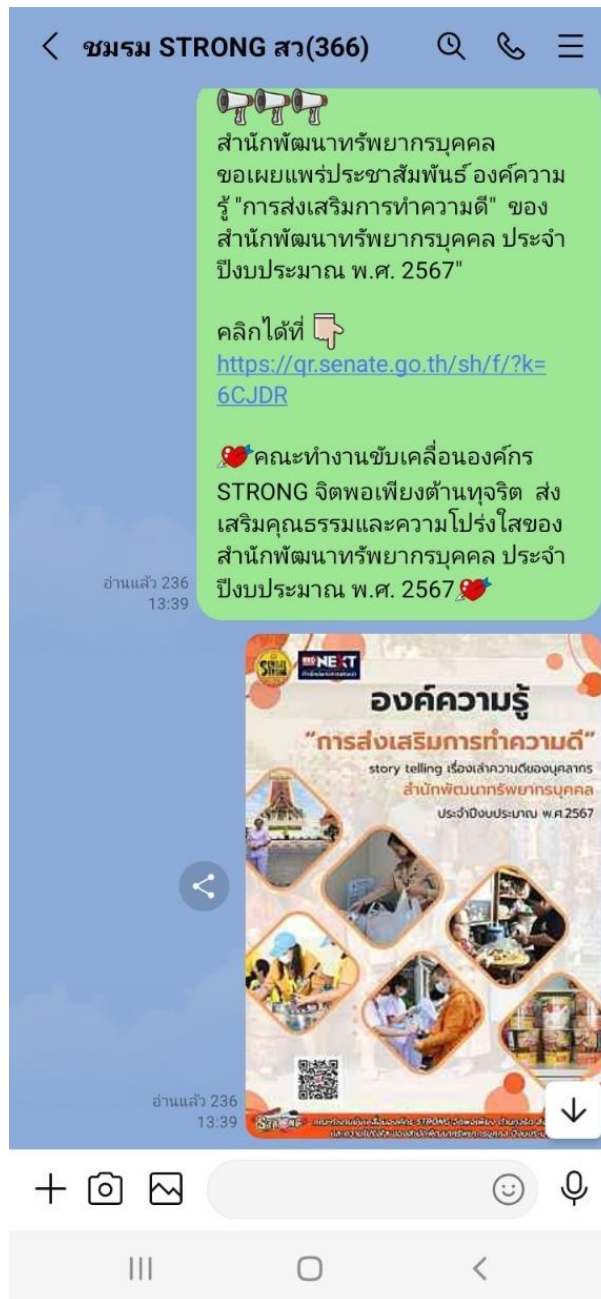 ชมรม STRONG สว(366)
สำนักพัฒนาทรัพยากรบุคคล
ขอเผยแพร่ประชาสัมพันธ์ องค์ความ
รู้ "การส่งเสริมการทำความดี" ของ
สำนักพัฒนาทรัพยากรบุคคล ประจำ
ปีงบประมาณ พ.ศ. 2567"
คลิกได้ที่
https://qr.senate.go.th/sh/f/?k=
6CJDR
คณะทำงานขับเคลื่อนองค์กร
STRONG จิตพอเพียงต้านทุจริต ส่ง
เสริมคุณธรรมและความโปร่งใสของ
สำนักพัฒนาทรัพยากรบุคคล ประจำ
ปีงบประมาณ พ.ศ. 2567
อ่านแล้ว 236
13:39
NEXT
องค์ความรู้
"การส่งเสริมการทำความดี"
story telling เรื่องเล่าความดีของบุคลากร
สำนักพัฒนาทรัพยากรบุคคล
ประจำปีงบประมาณ พ.ศ.2567
อ่านแล้ว 236
13:39
STRONG